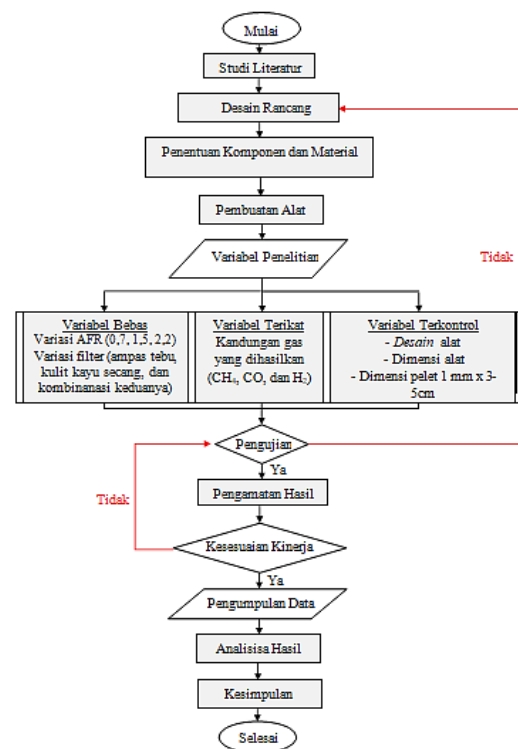 Mulai
Studi Literatur
Desain Rancang
Penentuan Komponen dan Material
Pembuatan Alat
Variabel Penelitian
Tidak
Variabel Bebas
Variasi AFR (0,7, 1,5, 2,2)
Variasi filter (ampas tebu,
kulit kayu secang, dan
kombinanasi keduanya)
Variabel Terikat
Kandungan gas
yang dihasilkan
(CH₄, CO, dan H₂)
Variabel Terkontrol
- Desain alat
- Dimensi alat
- Dimensi pelet 1 mm x 3-
5cm
Pengujian
Ya
Pengamatan Hasil
Tidak
Kesesuaian Kinerja
Ya
Pengumpulan Data
Analisisa Hasil
Kesimpulan
Selesai